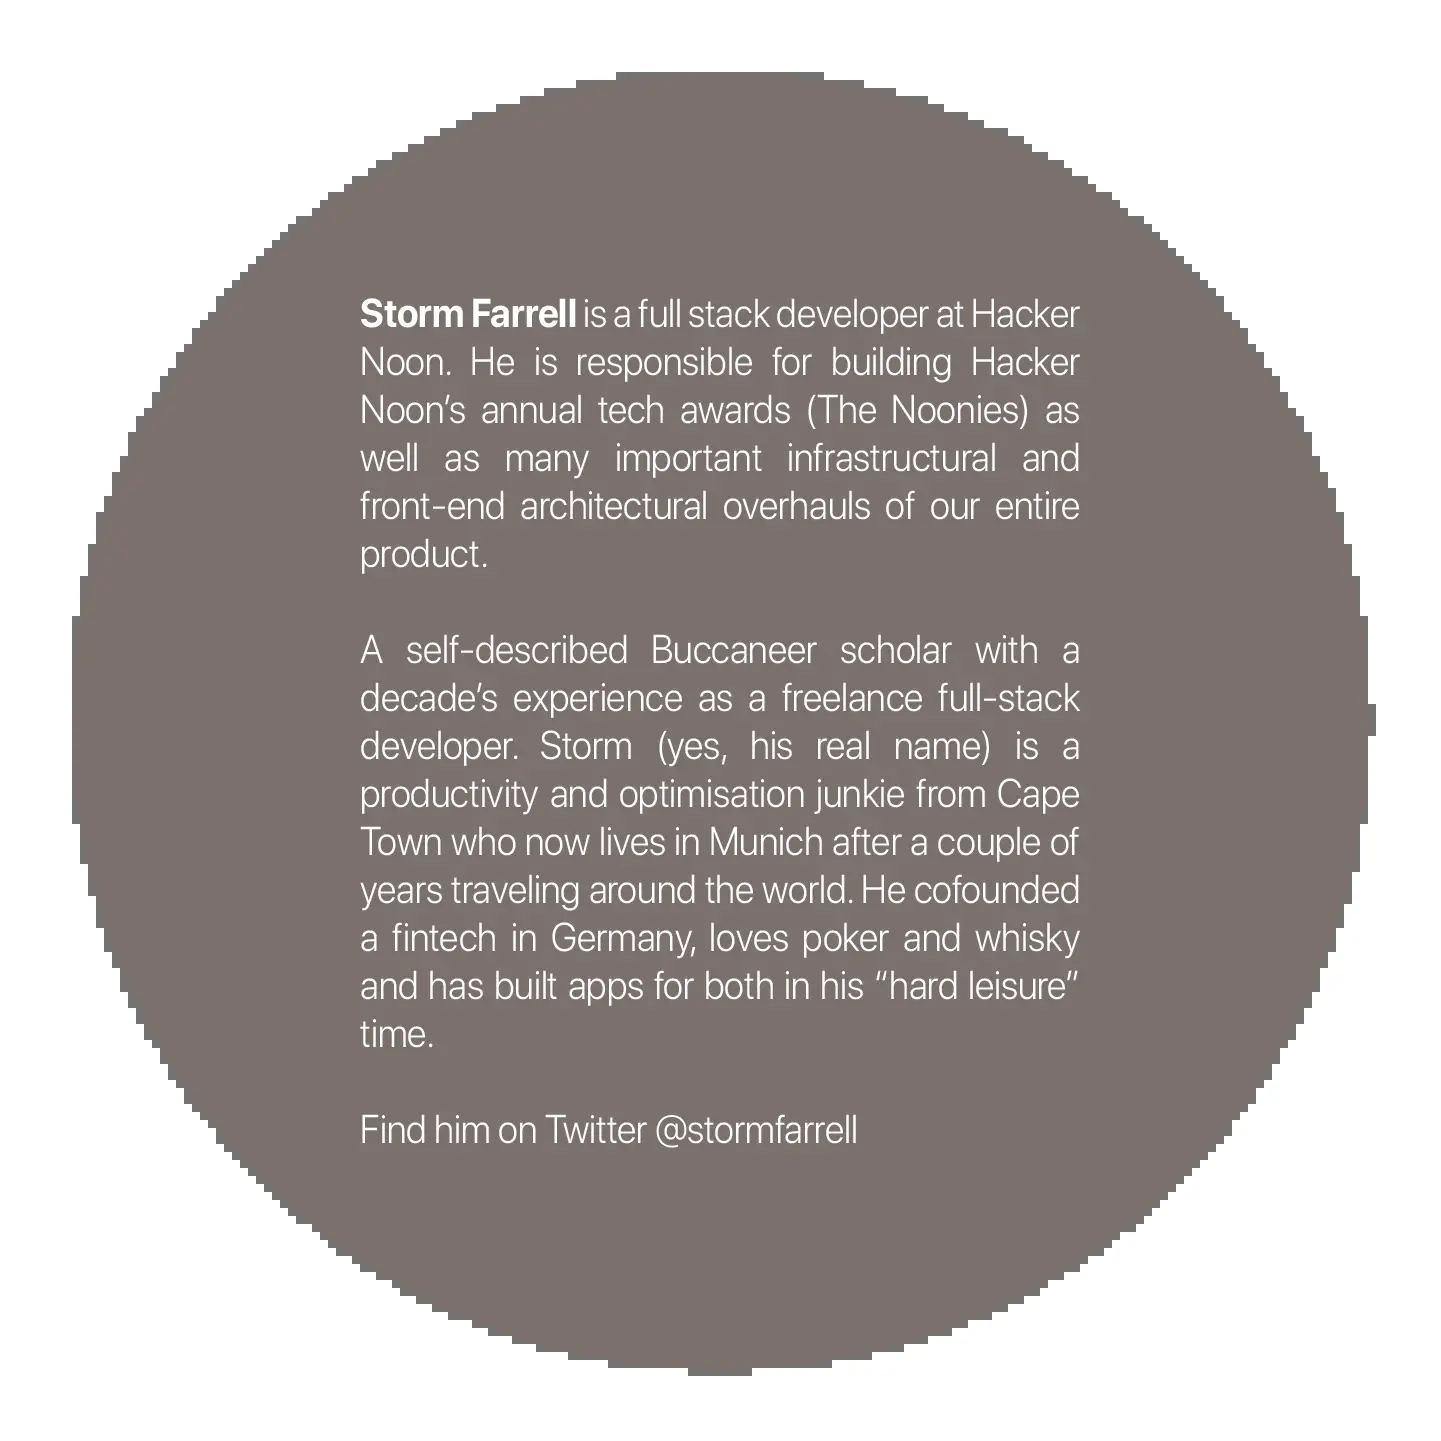 Storm Farrell is a full stack developer at Hacker
Noon. He is responsible for building Hacker
Noon’s annual tech awards (The Noonies) as
well as many important infrastructural and
front-end architectural overhauls of our entire
product.
A self-described Buccaneer scholar with a
decade’s experience as a freelance full-stack
developer. Storm (yes, his real name) is a
productivity and optimisation junkie from Cape
Town who now lives in Munich after a couple of
years traveling around the world. He cofounded
a fintech in Germany, loves poker and whisky
and has built apps for both in his “hard leisure”
time.
Find him on Twitter @stormfarrell